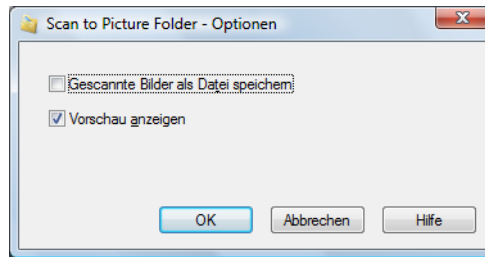 Scan to Picture Folder - Optionen
Gescannte Bilder als Datei speichern
Vorschau anzeigen
OK Abbrechen Hilfe